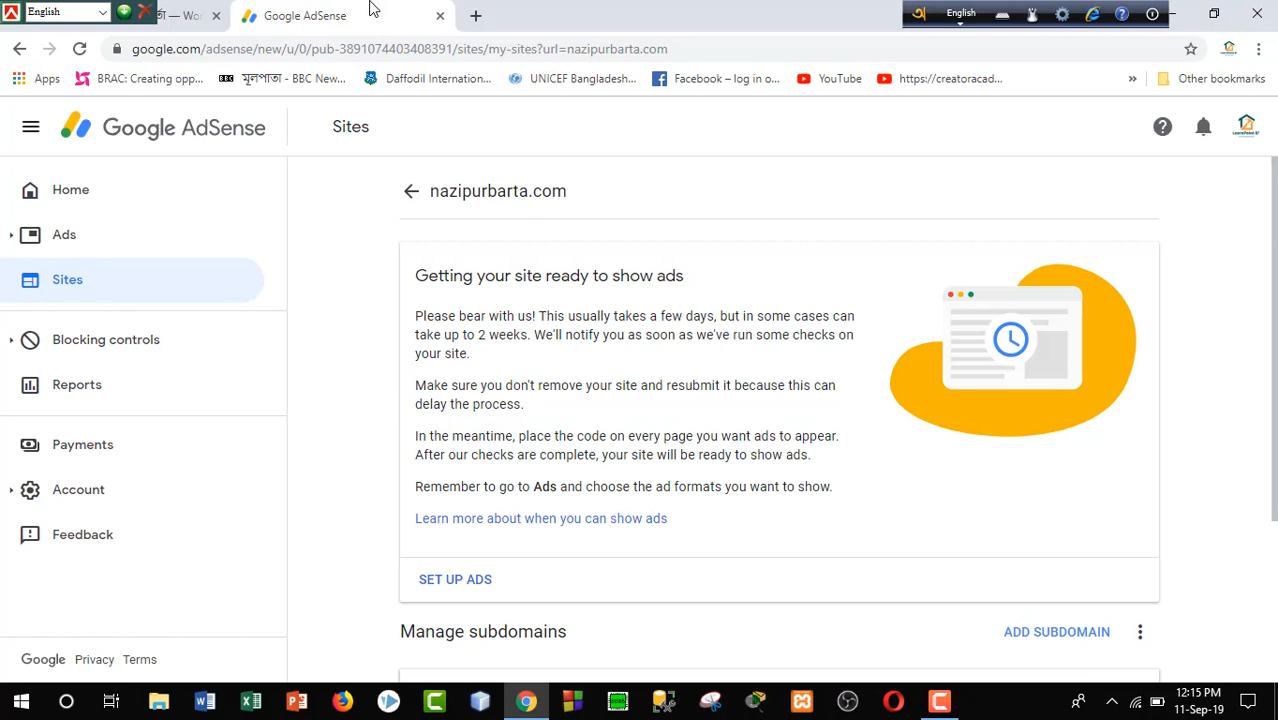 English
র্তা — Wor
Google AdSense
English
google.com/adsense/new/u/0/pub-3891074403408391/sites/my-sites?url=nazipurbarta.com
Apps
BRAC: Creating opp...
BBC
মূলপাতা - BBC New...
Daffodil Internation...
UNICEF Bangladesh...
Facebook – log in o...
YouTube
https://creatoracad...
»
Other bookmarks
Google AdSense
Sites
Home
Ads
Sites
Blocking controls
Reports
Payments
Account
Feedback
Google Privacy Terms
nazipurbarta.com
Getting your site ready to show ads
Please bear with us! This usually takes a few days, but in some cases can
take up to 2 weeks. We'll notify you as soon as we've run some checks on
your site.
Make sure you don't remove your site and resubmit it because this can
delay the process.
In the meantime, place the code on every page you want ads to appear.
After our checks are complete, your site will be ready to show ads.
Remember to go to Ads and choose the ad formats you want to show.
Learn more about when you can show ads
SET UP ADS
Manage subdomains
ADD SUBDOMAIN
12:15 PM
11-Sep-19